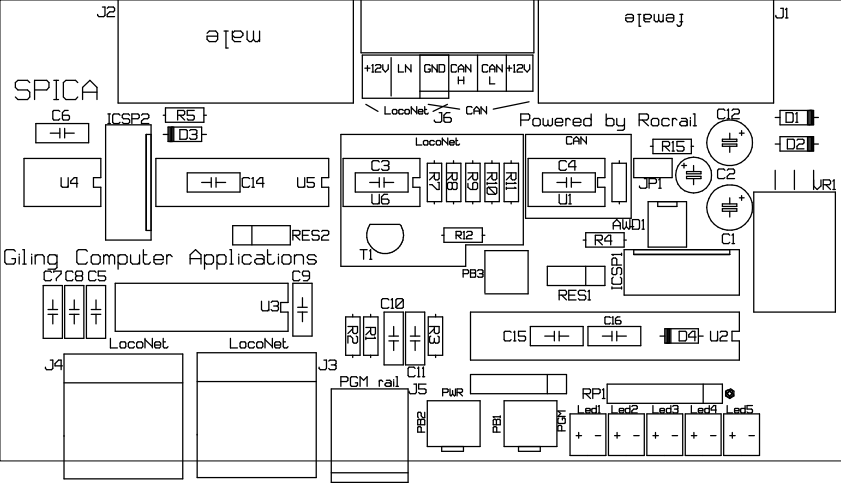 J2
male
female
J1
+12V LN GND CAN H CAN L +12V
LocoNet CAN
J6
SPICA
C6
ICSP2
R5
D3
Powered by Rocrail
C12
D1
D2
R15
LocoNet
CAN
U4
C14
U5
C3
U6
R7
R8
R9
R10
R11
C4
U1
JP1
C2
VR1
RES2
T1
R12
R4
AWD1
C1
Giling Computer Applications
PB3
RES1
ICSP1
C7 C8 C5
U3
C9
C10
C11
R2
R1
R3
C15
C16
D4
U2
LocoNet
LocoNet
J4
J3
PGM rail
J5
PWR
RP1
PB2
PB1
PGM
Led1 Led2 Led3 Led4 Led5
+ - + - + - + - + -